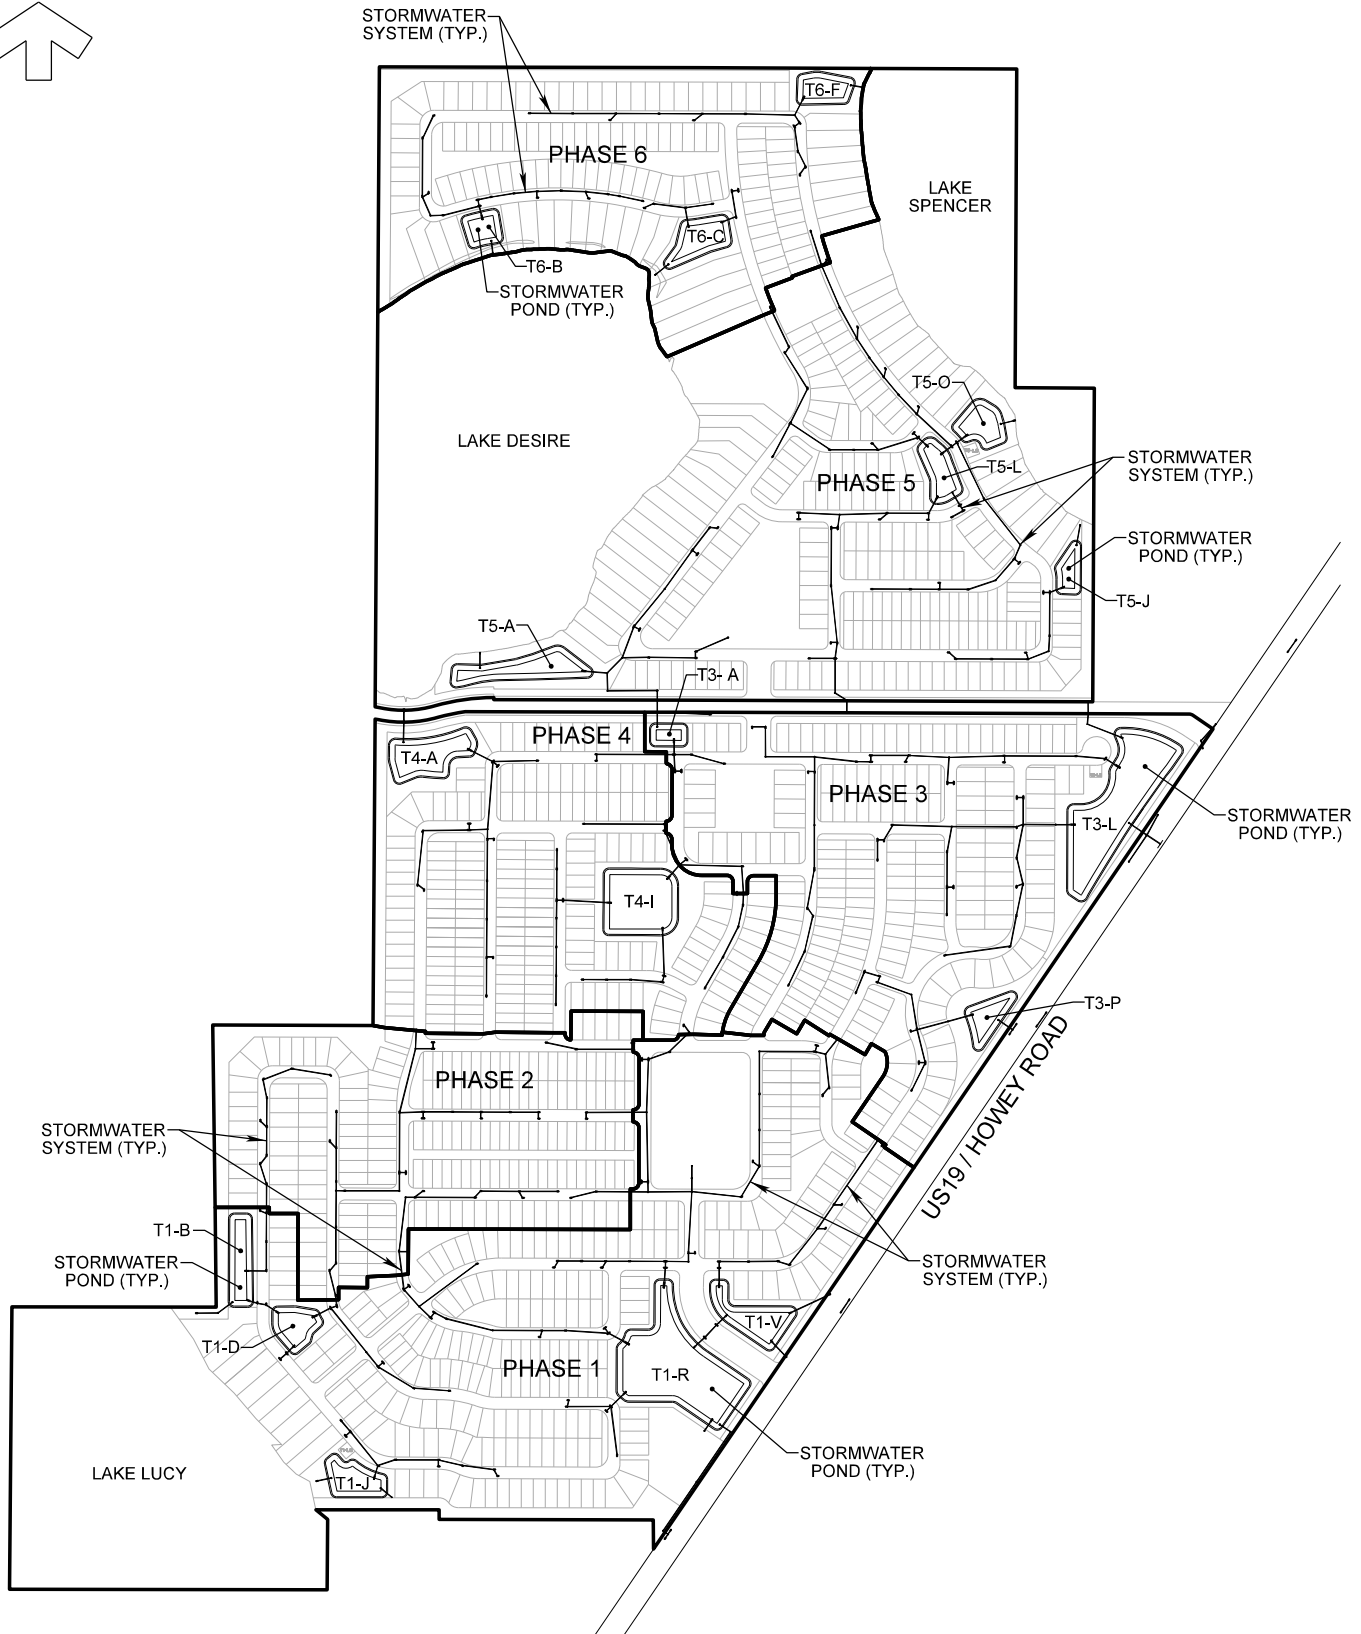 STORMWATER
SYSTEM (TYP.)
T6-F
PHASE 6
LAKE
SPENCER
T6-C
T6-B
STORMWATER
POND (TYP.)
T5-O
LAKE DESIRE
STORMWATER
SYSTEM (TYP.)
T5-L
PHASE 5
STORMWATER
POND (TYP.)
T5-J
T5-A
T3- A
PHASE 4
T4-A
PHASE 3
STORMWATER
POND (TYP.)
T3-L
T4-I
T3-P
US19 / HOWEY ROAD
PHASE 2
STORMWATER
SYSTEM (TYP.)
T1-B
STORMWATER
POND (TYP.)
STORMWATER
SYSTEM (TYP.)
T1-V
T1-D
PHASE 1
T1-R
STORMWATER
POND (TYP.)
LAKE LUCY
T1-J